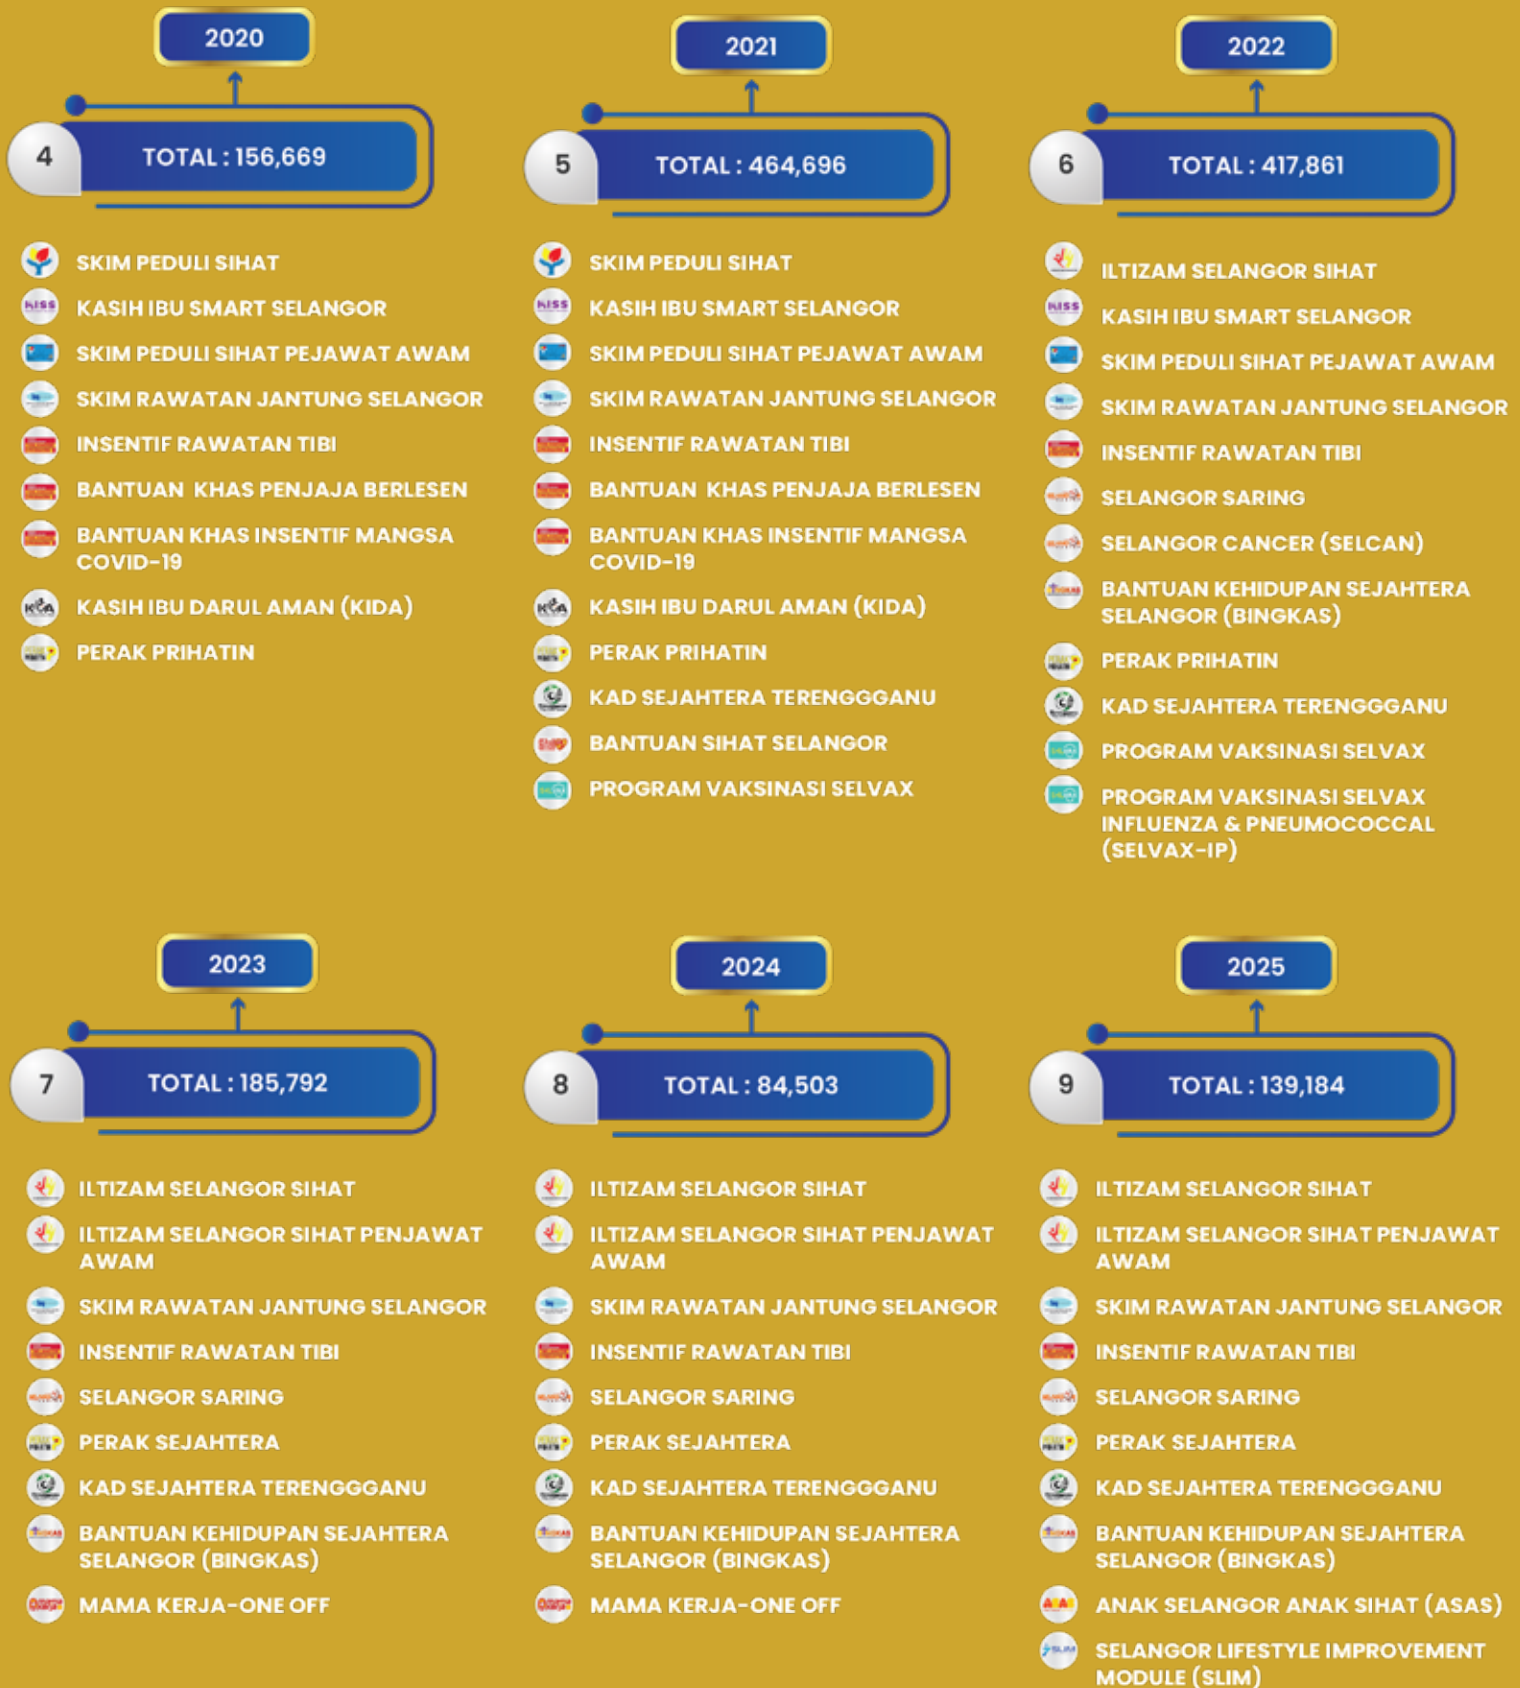 2020
4
TOTAL : 156,669
SKIM PEDULI SIHAT
KASIH IBU SMART SELANGOR
SKIM PEDULI SIHAT PEJAWAT AWAM
SKIM RAWATAN JANTUNG SELANGOR
INSENTIF RAWATAN TIBI
BANTUAN KHAS PENJAJA BERLESEN
BANTUAN KHAS INSENTIF MANGSA
COVID-19
KASIH IBU DARUL AMAN (KIDA)
PERAK PRIHATIN
2021
5
TOTAL : 464,696
SKIM PEDULI SIHAT
KASIH IBU SMART SELANGOR
SKIM PEDULI SIHAT PEJAWAT AWAM
SKIM RAWATAN JANTUNG SELANGOR
INSENTIF RAWATAN TIBI
BANTUAN KHAS PENJAJA BERLESEN
BANTUAN KHAS INSENTIF MANGSA
COVID-19
KASIH IBU DARUL AMAN (KIDA)
PERAK PRIHATIN
KAD SEJAHTERA TERENGGGANU
BANTUAN SIHAT SELANGOR
PROGRAM VAKSINASI SELVAX
2022
6
TOTAL : 417,861
ILTIZAM SELANGOR SIHAT
KISS
KASIH IBU SMART SELANGOR
SKIM PEDULI SIHAT PEJAWAT AWAM
SKIM RAWATAN JANTUNG SELANGOR
INSENTIF RAWATAN TIBI
SELANGOR SARING
SELANGOR CANCER (SELCAN)
BANTUAN KEHIDUPAN SEJAHTERA
SELANGOR (BINGKAS)
PERAK PRIHATIN
KAD SEJAHTERA TERENGGGANU
PROGRAM VAKSINASI SELVAX
PROGRAM VAKSINASI SELVAX
INFLUENZA & PNEUMOCOCCAL
(SELVAX-IP)
2023
7
TOTAL : 185,792
ILTIZAM SELANGOR SIHAT
ILTIZAM SELANGOR SIHAT PENJAWAT
AWAM
SKIM RAWATAN JANTUNG SELANGOR
INSENTIF RAWATAN TIBI
SELANGOR SARING
PERAK SEJAHTERA
KAD SEJAHTERA TERENGGGANU
BANTUAN KEHIDUPAN SEJAHTERA
SELANGOR (BINGKAS)
MAMA KERJA-ONE OFF
2024
8
TOTAL : 84,503
ILTIZAM SELANGOR SIHAT
ILTIZAM SELANGOR SIHAT PENJAWAT
AWAM
SKIM RAWATAN JANTUNG SELANGOR
INSENTIF RAWATAN TIBI
SELANGOR SARING
PERAK SEJAHTERA
KAD SEJAHTERA TERENGGGANU
BANTUAN KEHIDUPAN SEJAHTERA
SELANGOR (BINGKAS)
MAMA KERJA-ONE OFF
2025
9
TOTAL : 139,184
ILTIZAM SELANGOR SIHAT
ILTIZAM SELANGOR SIHAT PENJAWAT
AWAM
SKIM RAWATAN JANTUNG SELANGOR
INSENTIF RAWATAN TIBI
SELANGOR SARING
PERAK SEJAHTERA
KAD SEJAHTERA TERENGGGANU
BANTUAN KEHIDUPAN SEJAHTERA
SELANGOR (BINGKAS)
ANAK SELANGOR ANAK SIHAT (ASAS)
SELANGOR LIFESTYLE IMPROVEMENT
MODULE (SLIM)